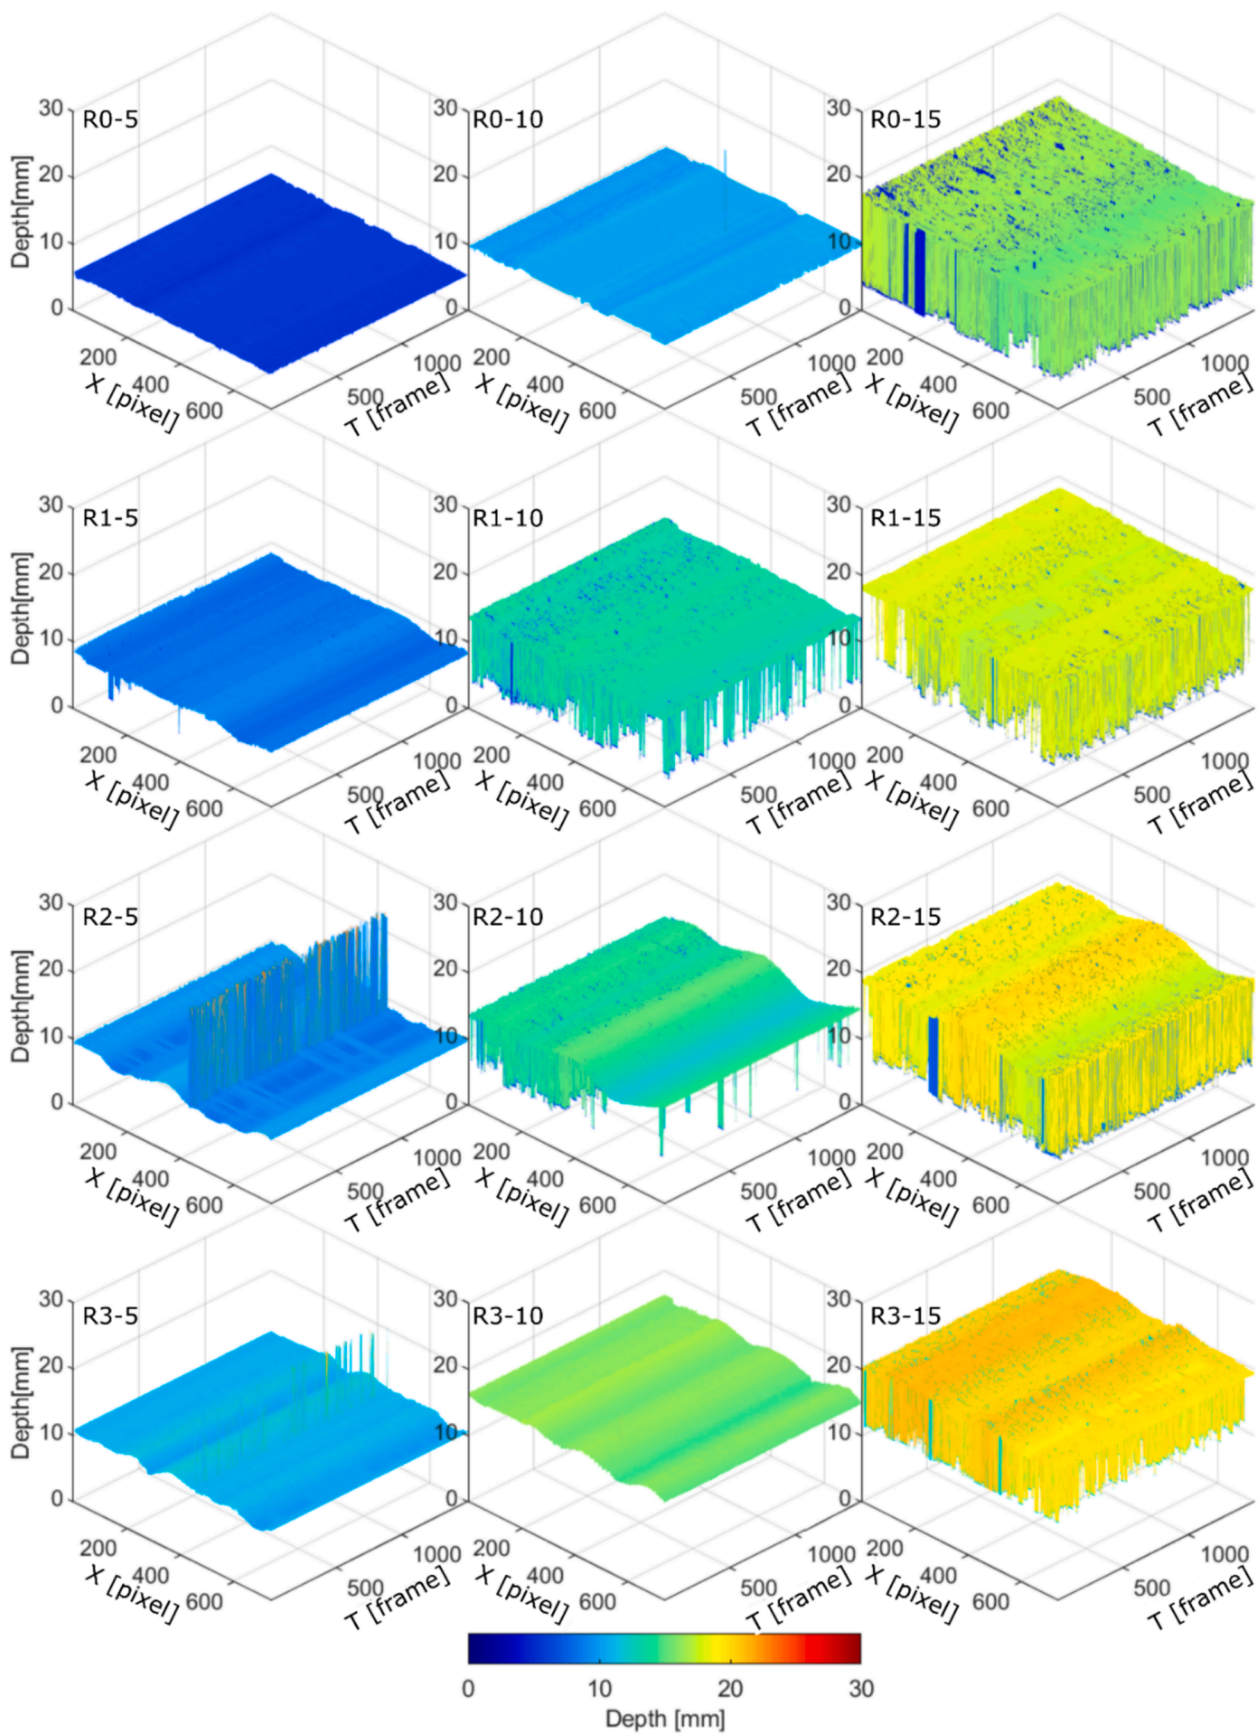 30 R0-5 30 R0-10 30 R0-15
20 20 20
Depth[mm]
10 10 10
0 0 0
200 1000 200 1000 200 1000
400 500 400 500 400 500
600 600 600
X [pixel] T [frame] X [pixel] T [frame] X [pixel] T [frame]
30 R1-5 30 R1-10 30 R1-15
20 20 20
Depth[mm]
10 10 10
0 0 0
200 1000 200 1000 200 1000
400 500 400 500 400 500
600 600 600
X [pixel] T [frame] X [pixel] T [frame] X [pixel] T [frame]
30 R2-5 30 R2-10 30 R2-15
20 20 20
Depth[mm]
10 10 10
0 0 0
200 1000 200 1000 200 1000
400 500 400 500 400 500
600 600 600
X [pixel] T [frame] X [pixel] T [frame] X [pixel] T [frame]
30 R3-5 30 R3-10 30 R3-15
20 20 20
Depth[mm]
10 10 10
0 0 0
200 1000 200 1000 200 1000
400 500 400 500 400 500
600 600 600
X [pixel] T [frame] X [pixel] T [frame] X [pixel] T [frame]
0 10 20 30
Depth [mm]